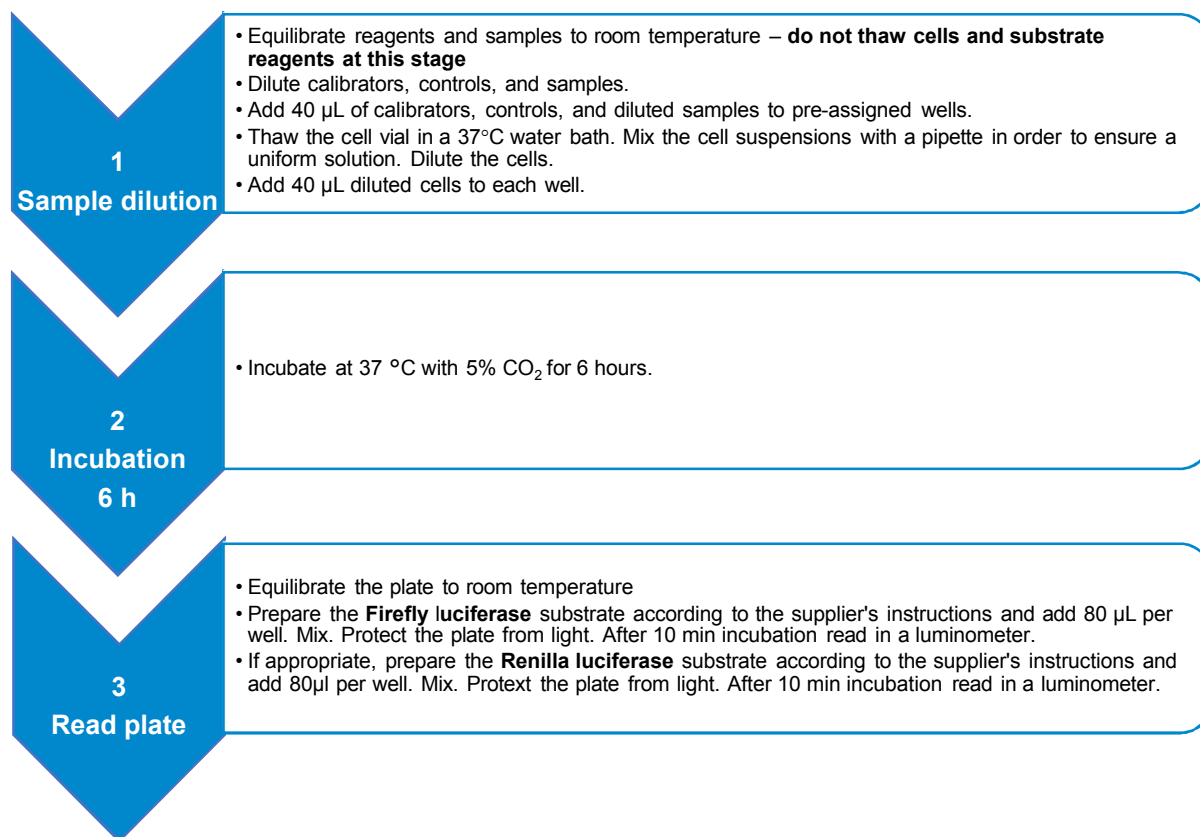 1
Sample dilution
• Equilibrate reagents and samples to room temperature – do not thaw cells and substrate
reagents at this stage
• Dilute calibrators, controls, and samples.
• Add 40 µL of calibrators, controls, and diluted samples to pre-assigned wells.
• Thaw the cell vial in a 37°C water bath. Mix the cell suspensions with a pipette in order to ensure a
uniform solution. Dilute the cells.
• Add 40 µL diluted cells to each well.
2
Incubation
6 h
• Incubate at 37 °C with 5% CO₂ for 6 hours.
3
Read plate
• Equilibrate the plate to room temperature
• Prepare the Firefly luciferase substrate according to the supplier's instructions and add 80 µL per
well. Mix. Protect the plate from light. After 10 min incubation read in a luminometer.
• If appropriate, prepare the Renilla luciferase substrate according to the supplier's instructions and
add 80µl per well. Mix. Protext the plate from light. After 10 min incubation read in a luminometer.